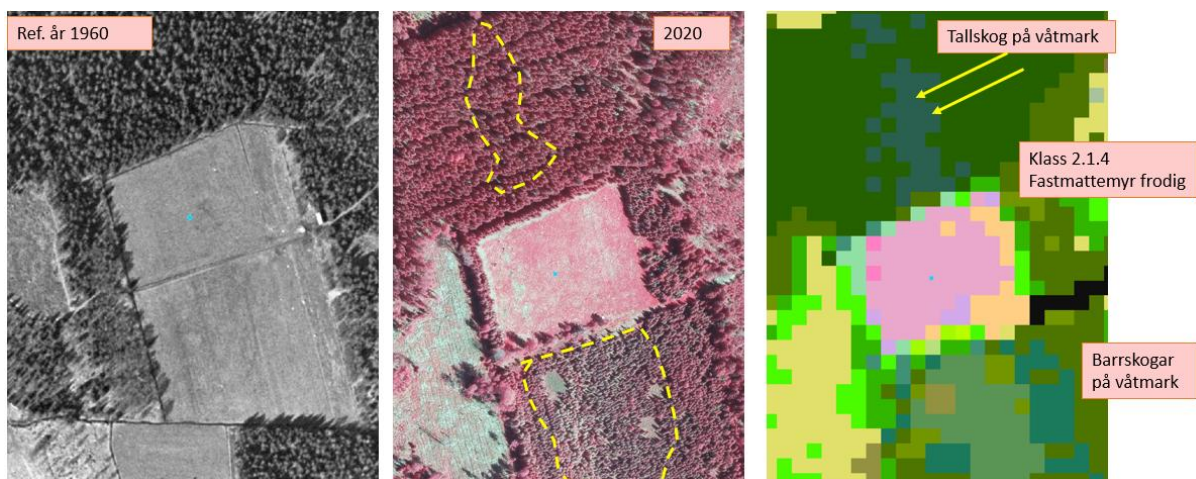 Ref. år 1960
2020
Tallskog på våtmark
Klass 2.1.4
Fastmattemyr frodig
Barrskogar
på våtmark